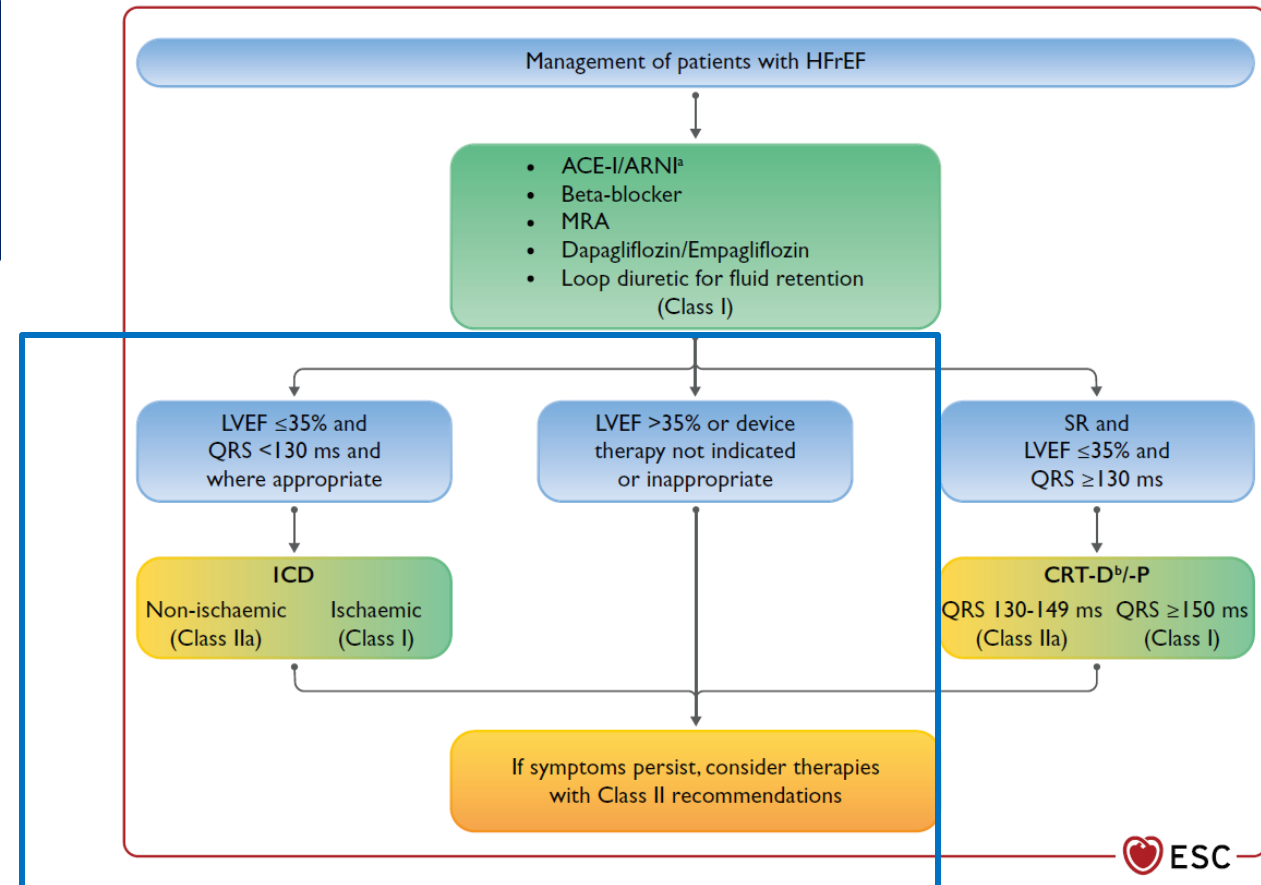 Management of patients with HFrEF
• ACE-I/ARNIᵃ
• Beta-blocker
• MRA
• Dapagliflozin/Empagliflozin
• Loop diuretic for fluid retention
(Class I)
LVEF ≤35% and
QRS <130 ms and
where appropriate
LVEF >35% or device
therapy not indicated
or inappropriate
SR and
LVEF ≤35% and
QRS ≥130 ms
ICD
Non-ischaemic Ischaemic
(Class IIa) (Class I)
CRT-Dᵇ/-P
QRS 130-149 ms QRS ≥150 ms
(Class IIa) (Class I)
If symptoms persist, consider therapies
with Class II recommendations
ESC